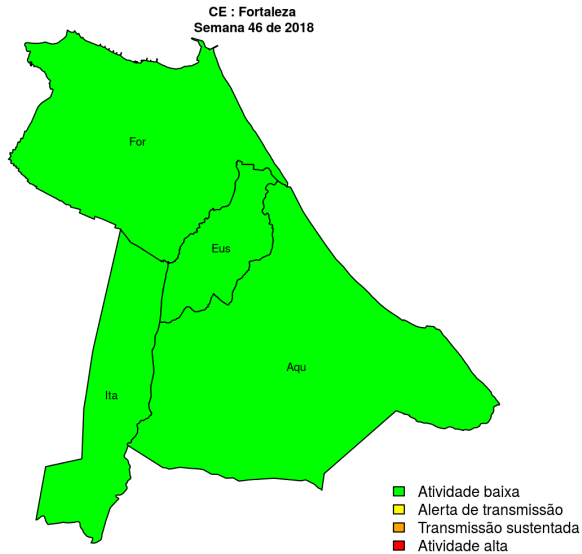 CE : Fortaleza
Semana 46 de 2018
For
Eus
Aqu
Ita
Atividade baixa
Alerta de transmissão
Transmissão sustentada
Atividade alta